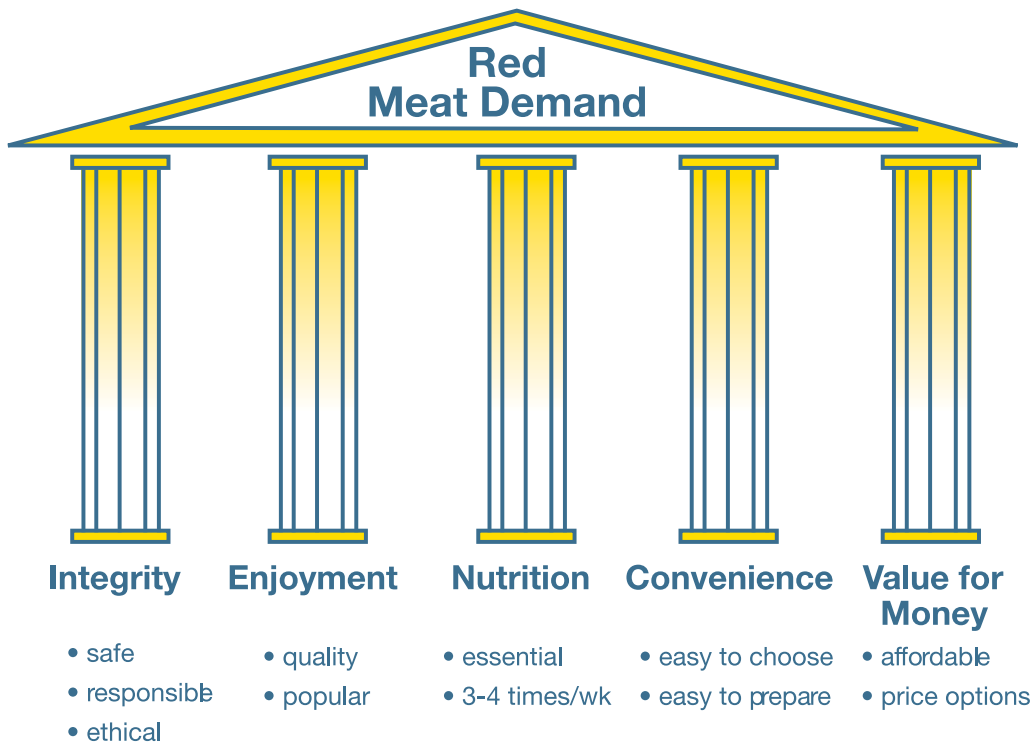 Red
Meat Demand
Integrity
• safe
• responsible
• ethical
Enjoyment
• quality
• popular
Nutrition
• essential
• 3-4 times/wk
Convenience
• easy to choose
• easy to prepare
Value for
Money
• affordable
• price options